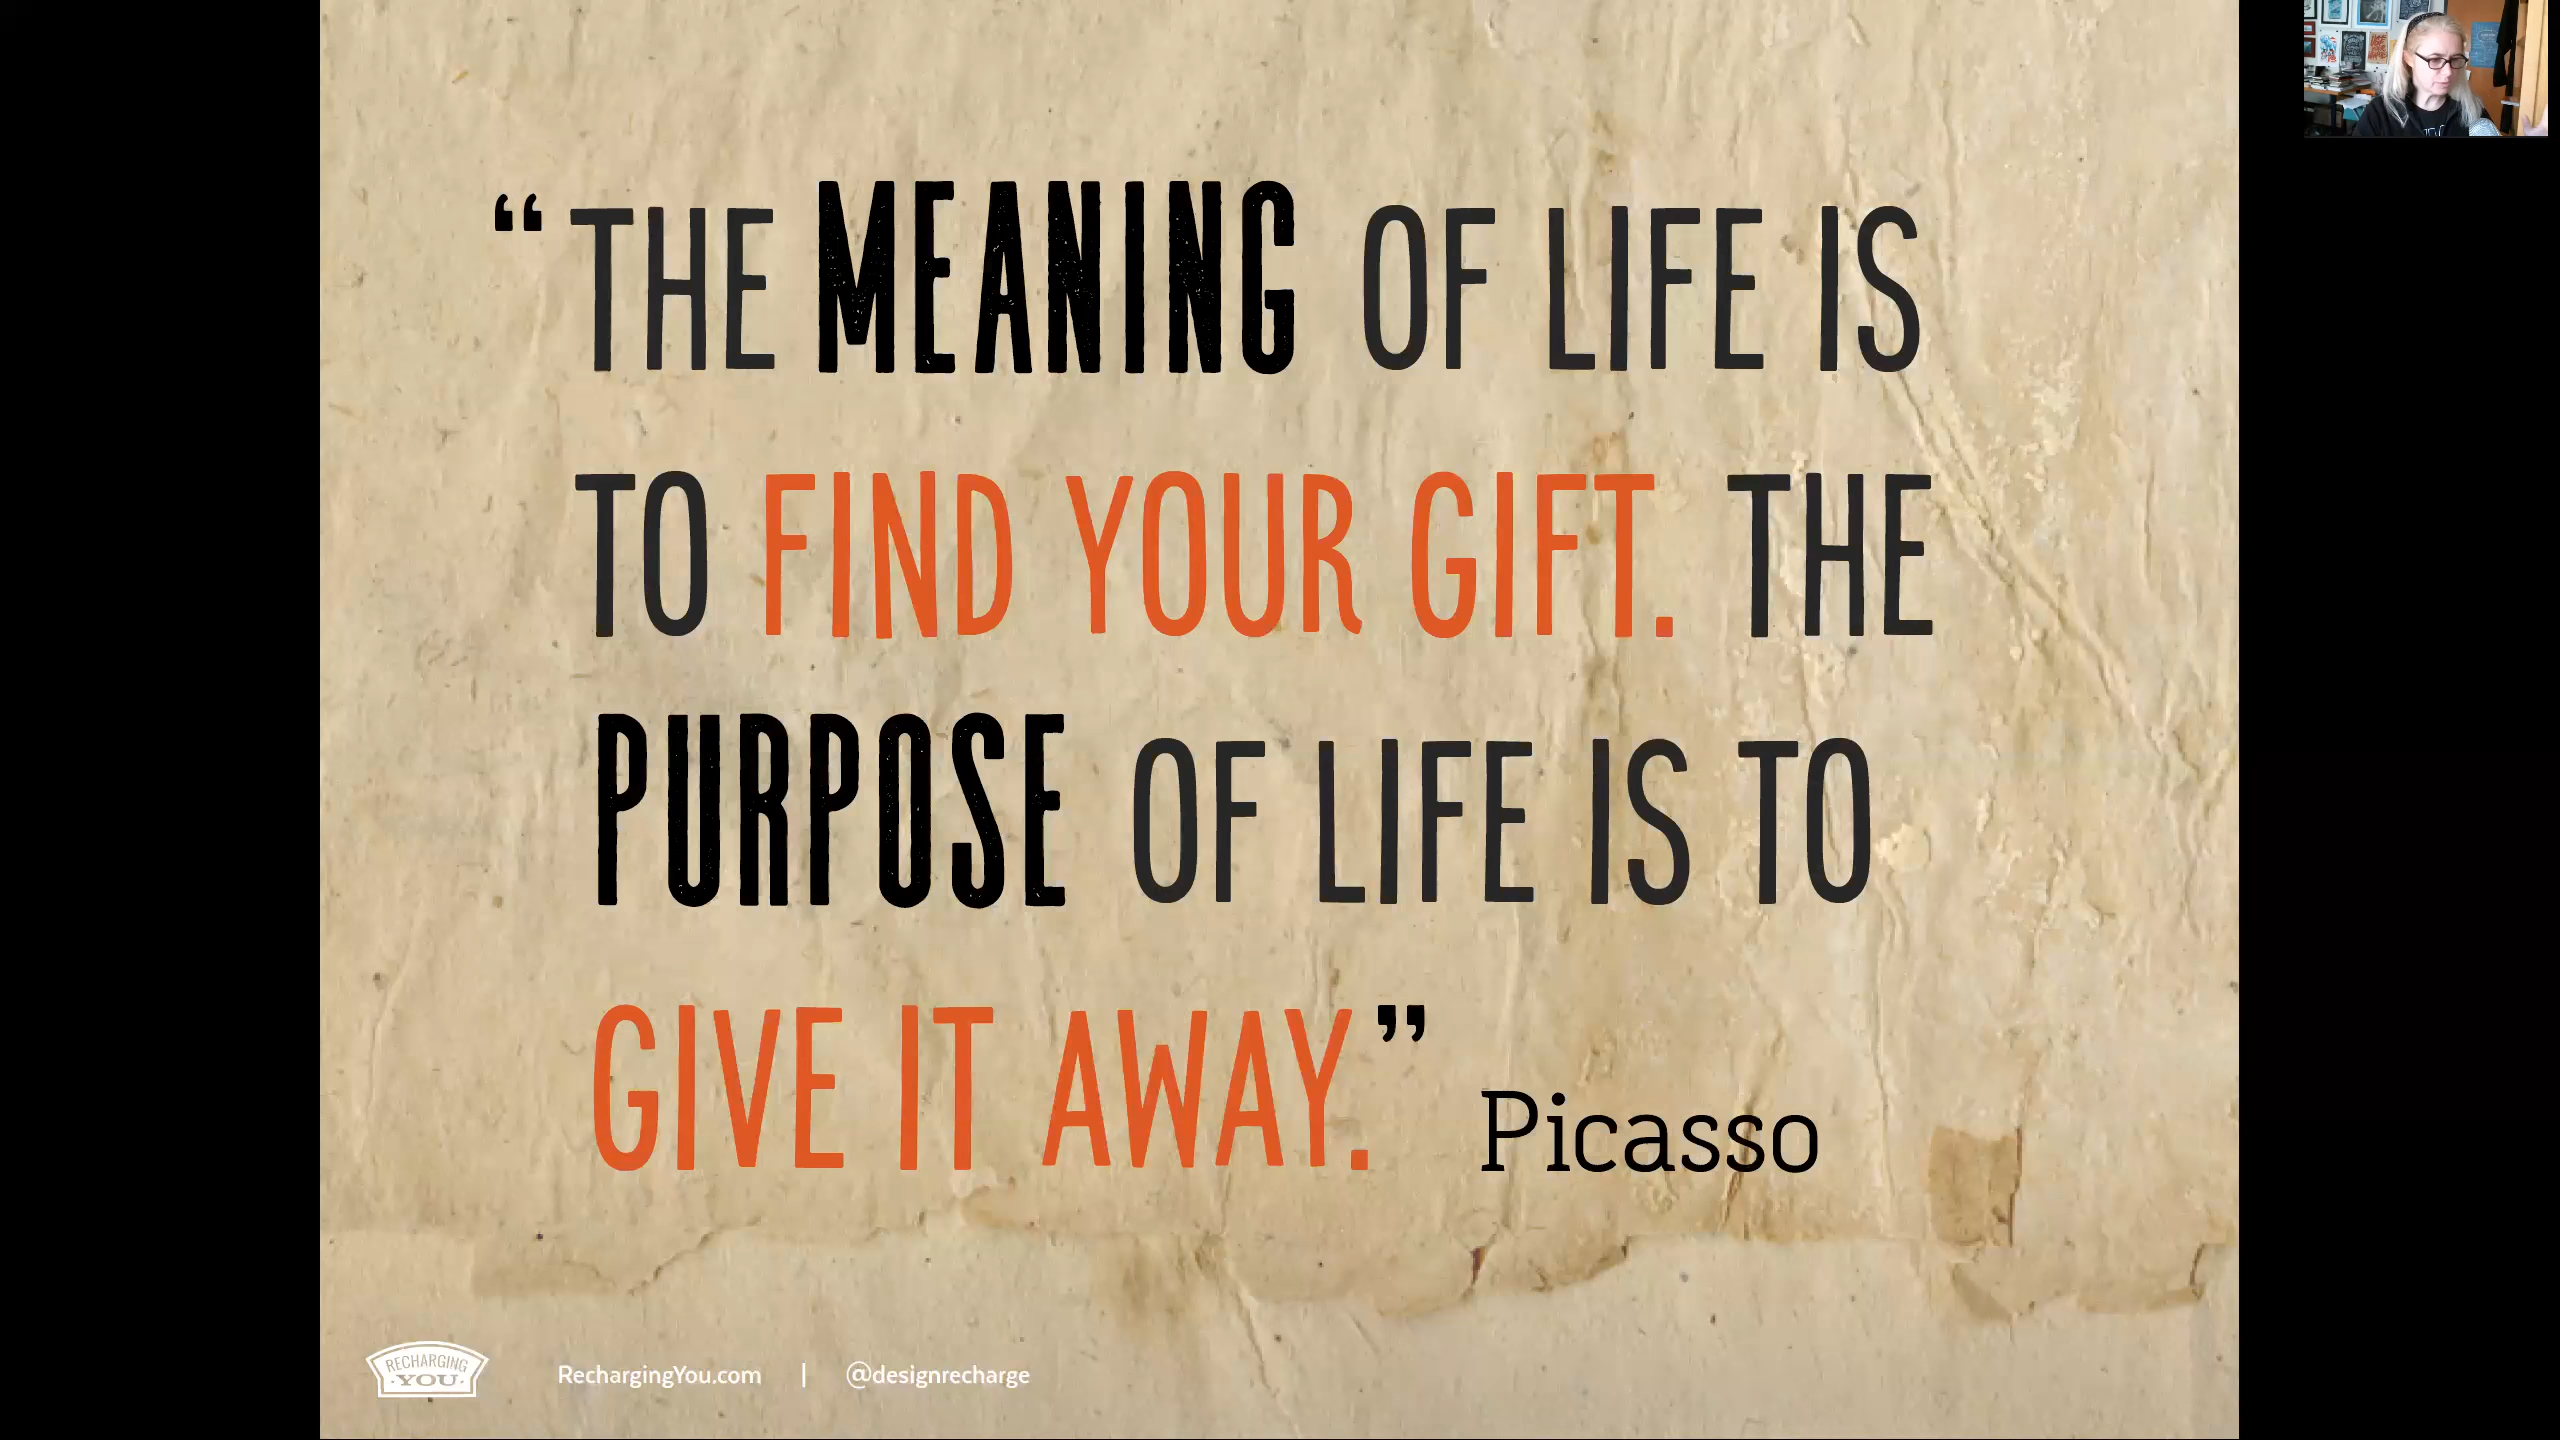 “THE MEANING OF LIFE IS
TO FIND YOUR GIFT. THE
PURPOSE OF LIFE IS TO
GIVE IT AWAY.”
Picasso
RECHARGING
·YOU·
RechargingYou.com | @designrecharge